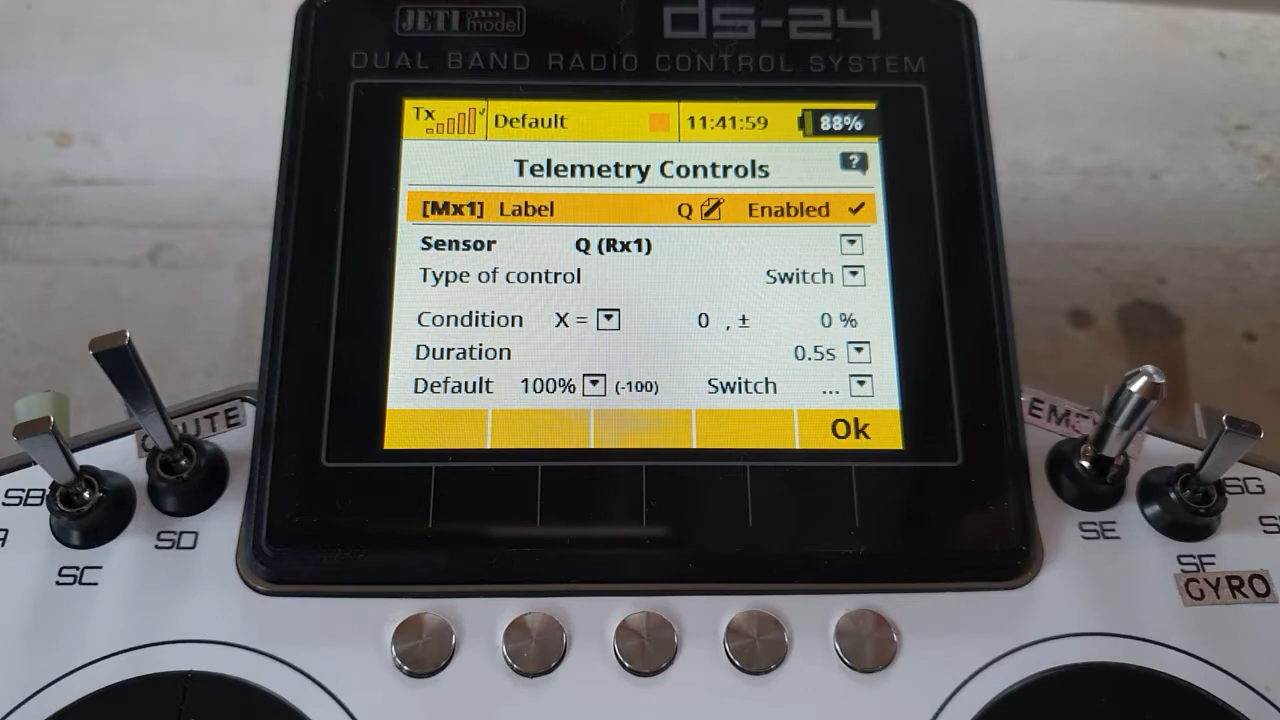 JETI model ds-24
DUAL BAND RADIO CONTROL SYSTEM
Tx Default 11:41:59 88%
Telemetry Controls ?
[Mx1] Label Q Enabled
Sensor Q (Rx1)
Type of control Switch
Condition X = 0 , ± 0 %
Duration 0.5s
Default 100% (-100) Switch ...
Ok
SB
SC
SD
SE
SF
SG
GYRO